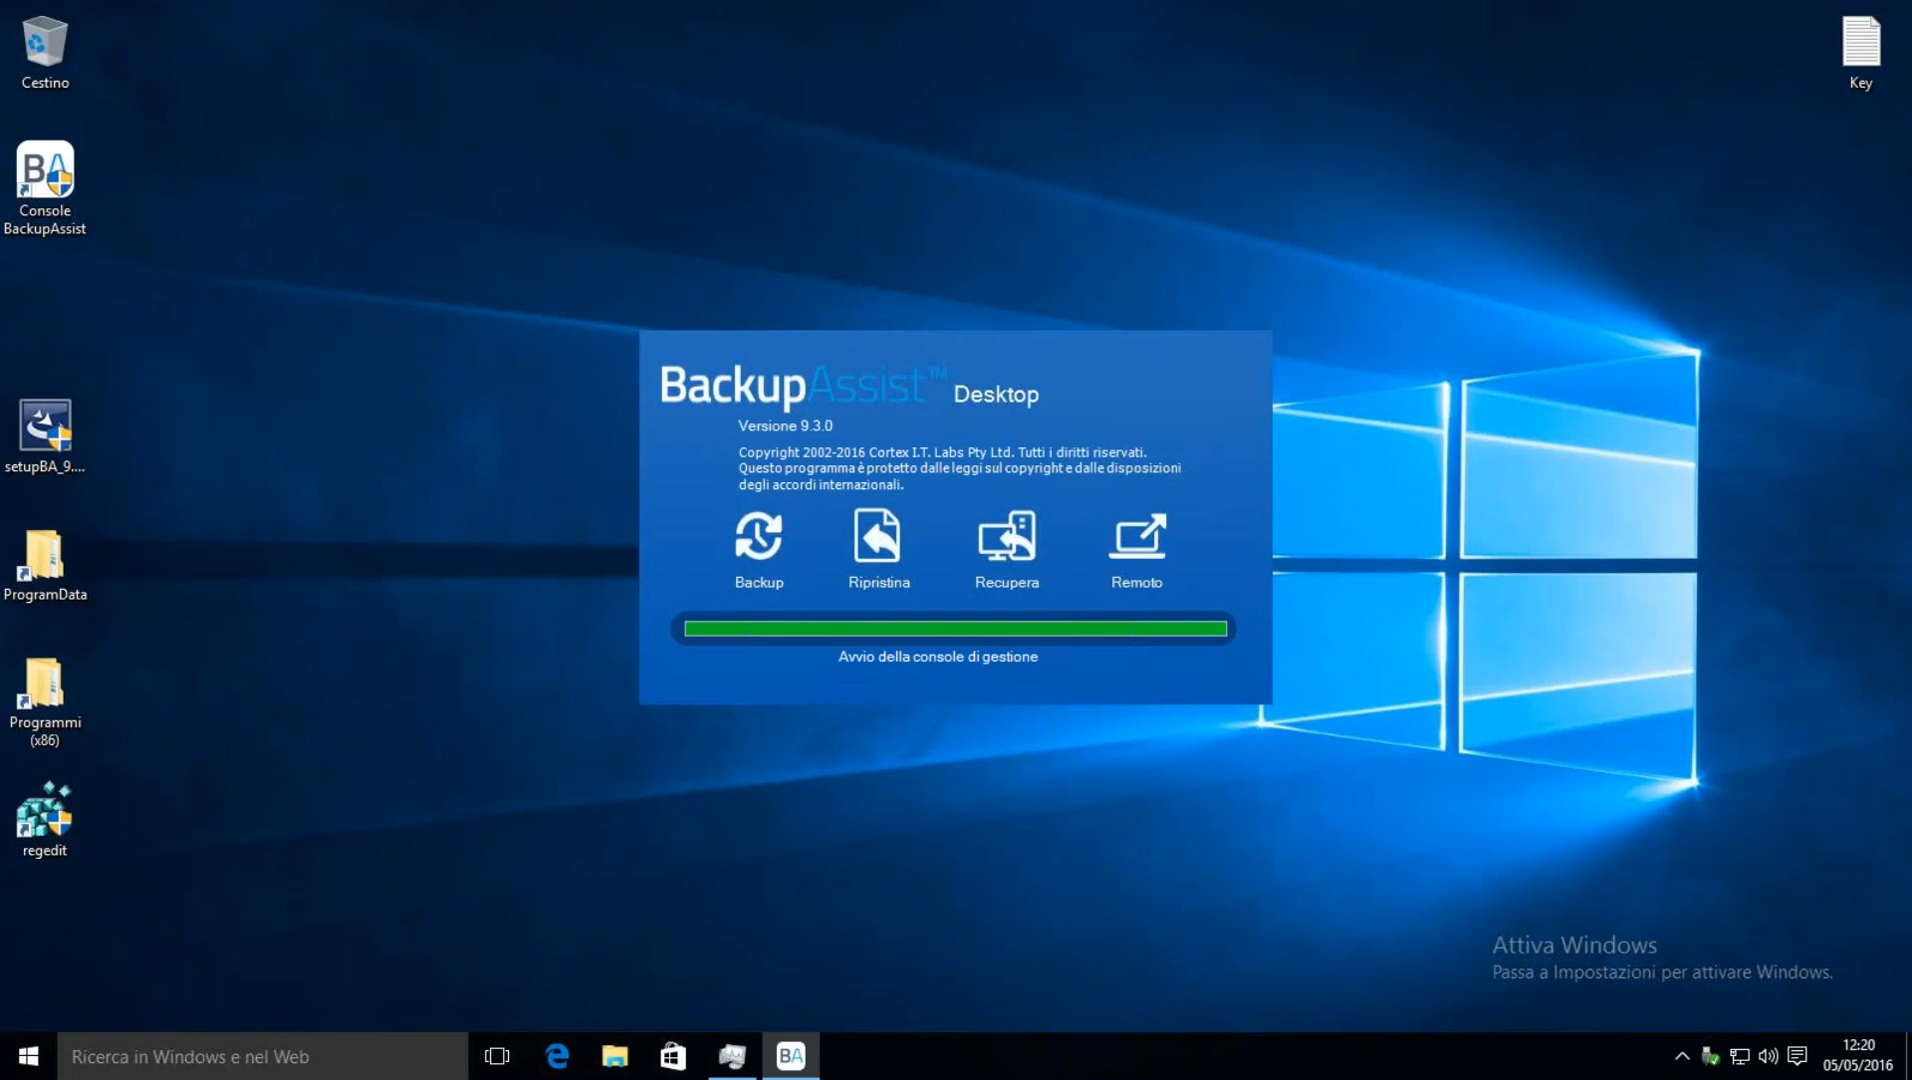 Cestino
Key
BA
Console
BackupAssist
BackupAssist™ Desktop
Versione 9.3.0
Copyright 2002-2016 Cortex I.T. Labs Pty Ltd. Tutti i diritti riservati.
Questo programma è protetto dalle leggi sul copyright e dalle disposizioni
degli accordi internazionali.
setupBA_9....
Backup Ripristina Recupera Remoto
ProgramData
Avvio della console di gestione
Programmi
(x86)
regedit
Attiva Windows
Passa a Impostazioni per attivare Windows.
Ricerca in Windows e nel Web
BA
12:20
05/05/2016